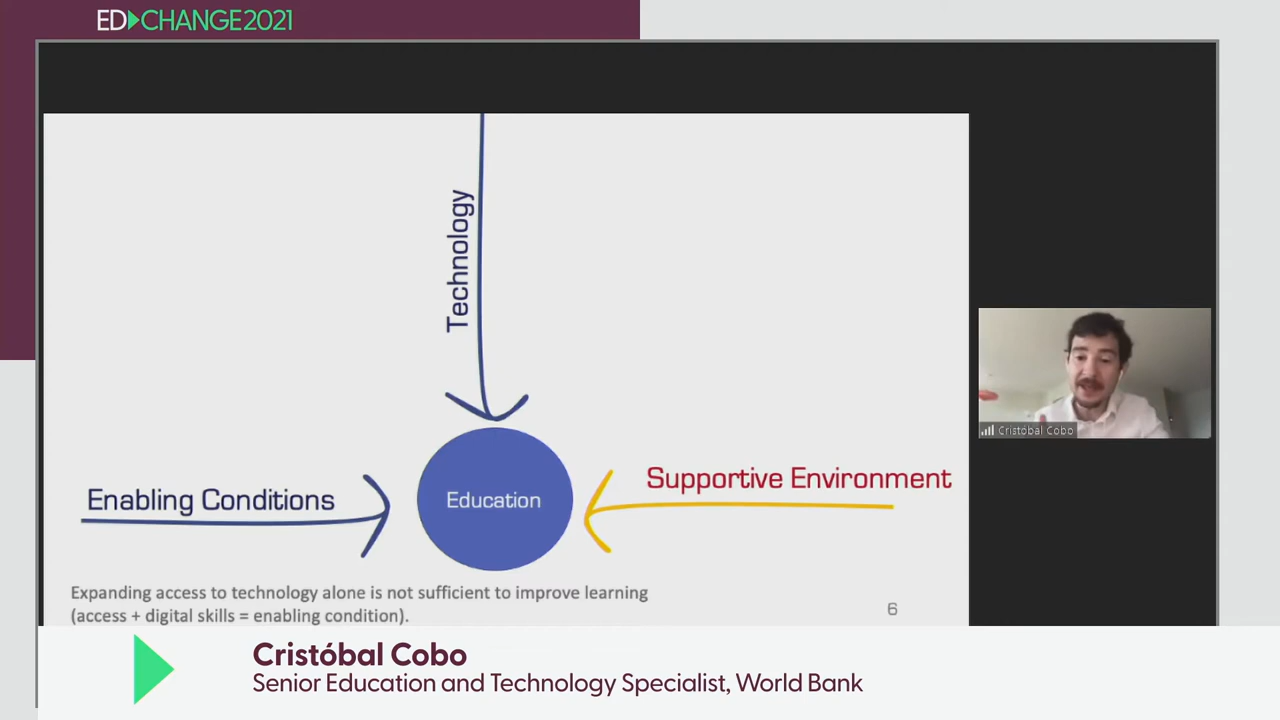 ED▶CHANGE2021
Technology
Enabling Conditions
Education
Supportive Environment
Expanding access to technology alone is not sufficient to improve learning
(access + digital skills = enabling condition).
6
Cristóbal Cobo
Cristóbal Cobo
Senior Education and Technology Specialist, World Bank